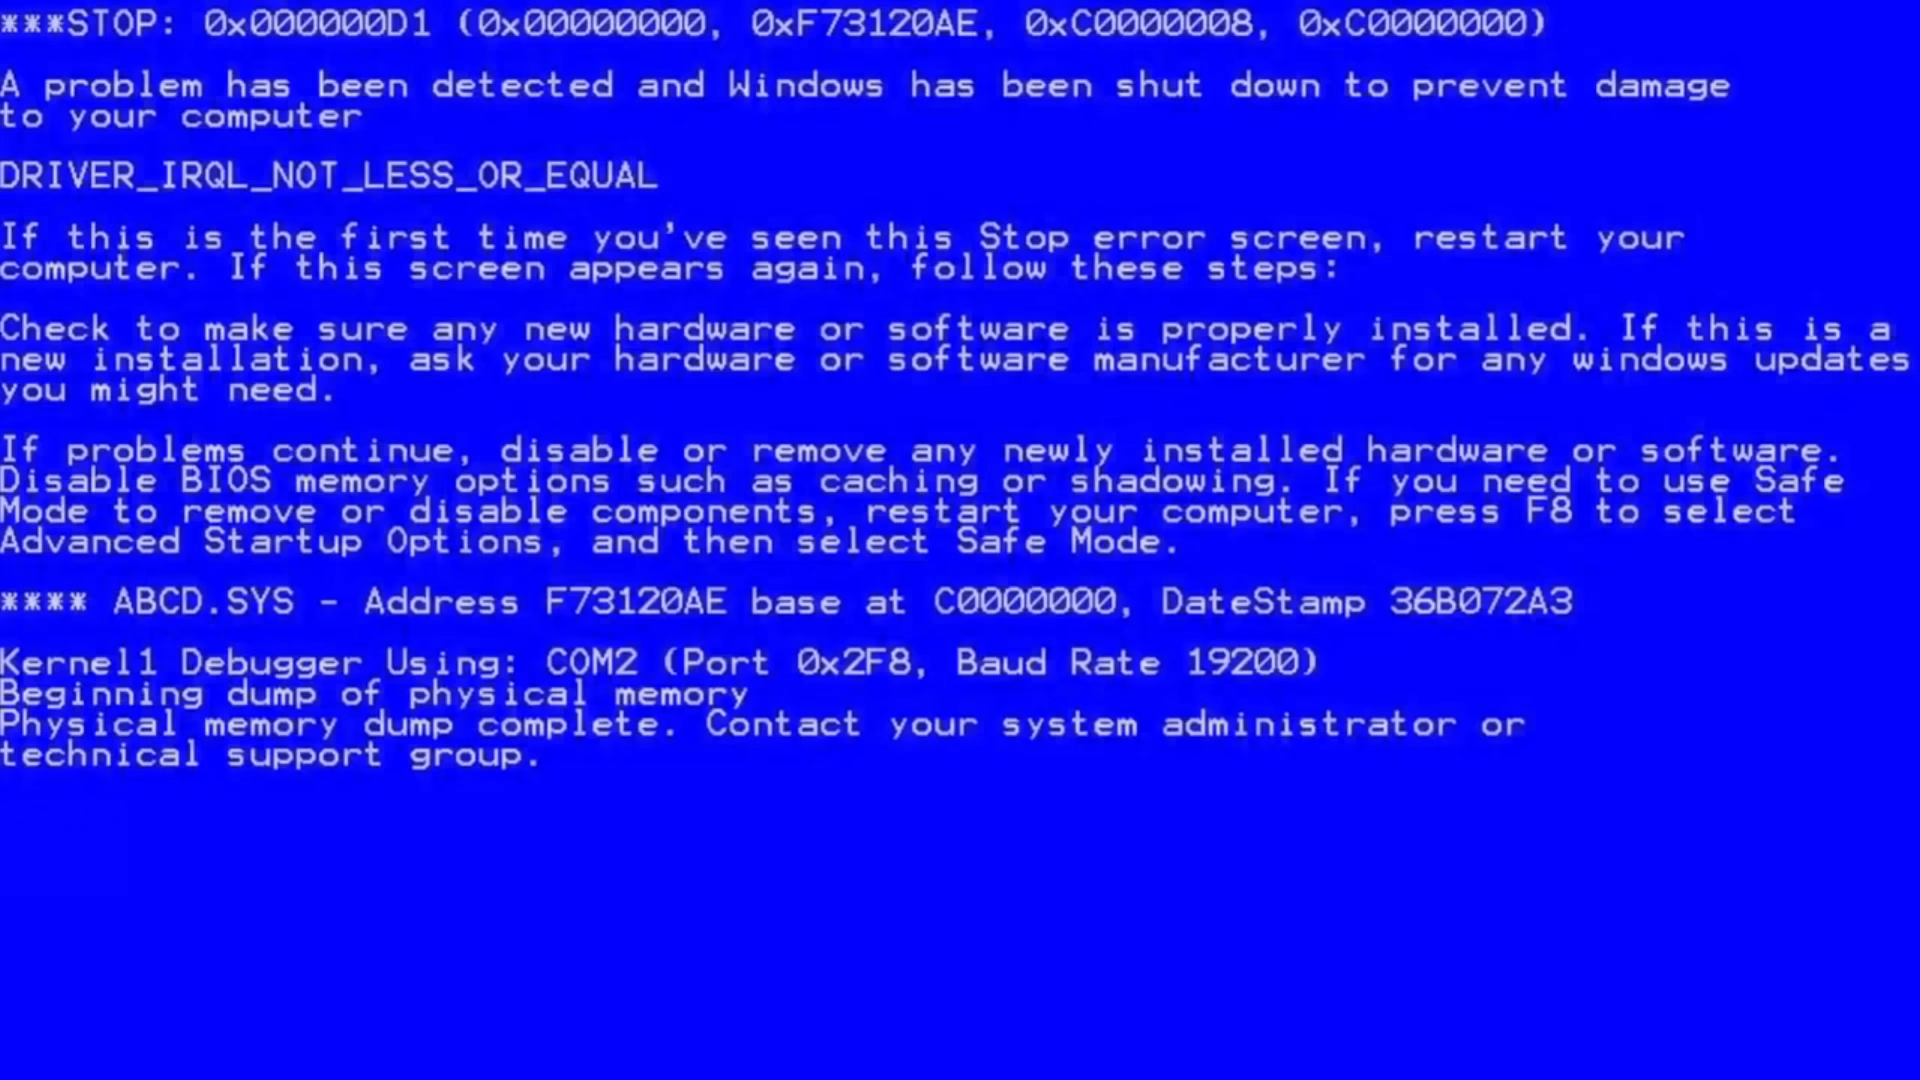 ***STOP: 0x000000D1 (0x00000000, 0xF73120AE, 0xC0000008, 0xC0000000)
A problem has been detected and Windows has been shut down to prevent damage
to your computer
DRIVER_IRQL_NOT_LESS_OR_EQUAL
If this is the first time you've seen this Stop error screen, restart your
computer. If this screen appears again, follow these steps:
Check to make sure any new hardware or software is properly installed. If this is a
new installation, ask your hardware or software manufacturer for any windows updates
you might need.
If problems continue, disable or remove any newly installed hardware or software.
Disable BIOS memory options such as caching or shadowing. If you need to use Safe
Mode to remove or disable components, restart your computer, press F8 to select
Advanced Startup Options, and then select Safe Mode.
**** ABCD.SYS - Address F73120AE base at C0000000, DateStamp 36B072A3
Kernel1 Debugger Using: COM2 (Port 0x2F8, Baud Rate 19200)
Beginning dump of physical memory
Physical memory dump complete. Contact your system administrator or
technical support group.